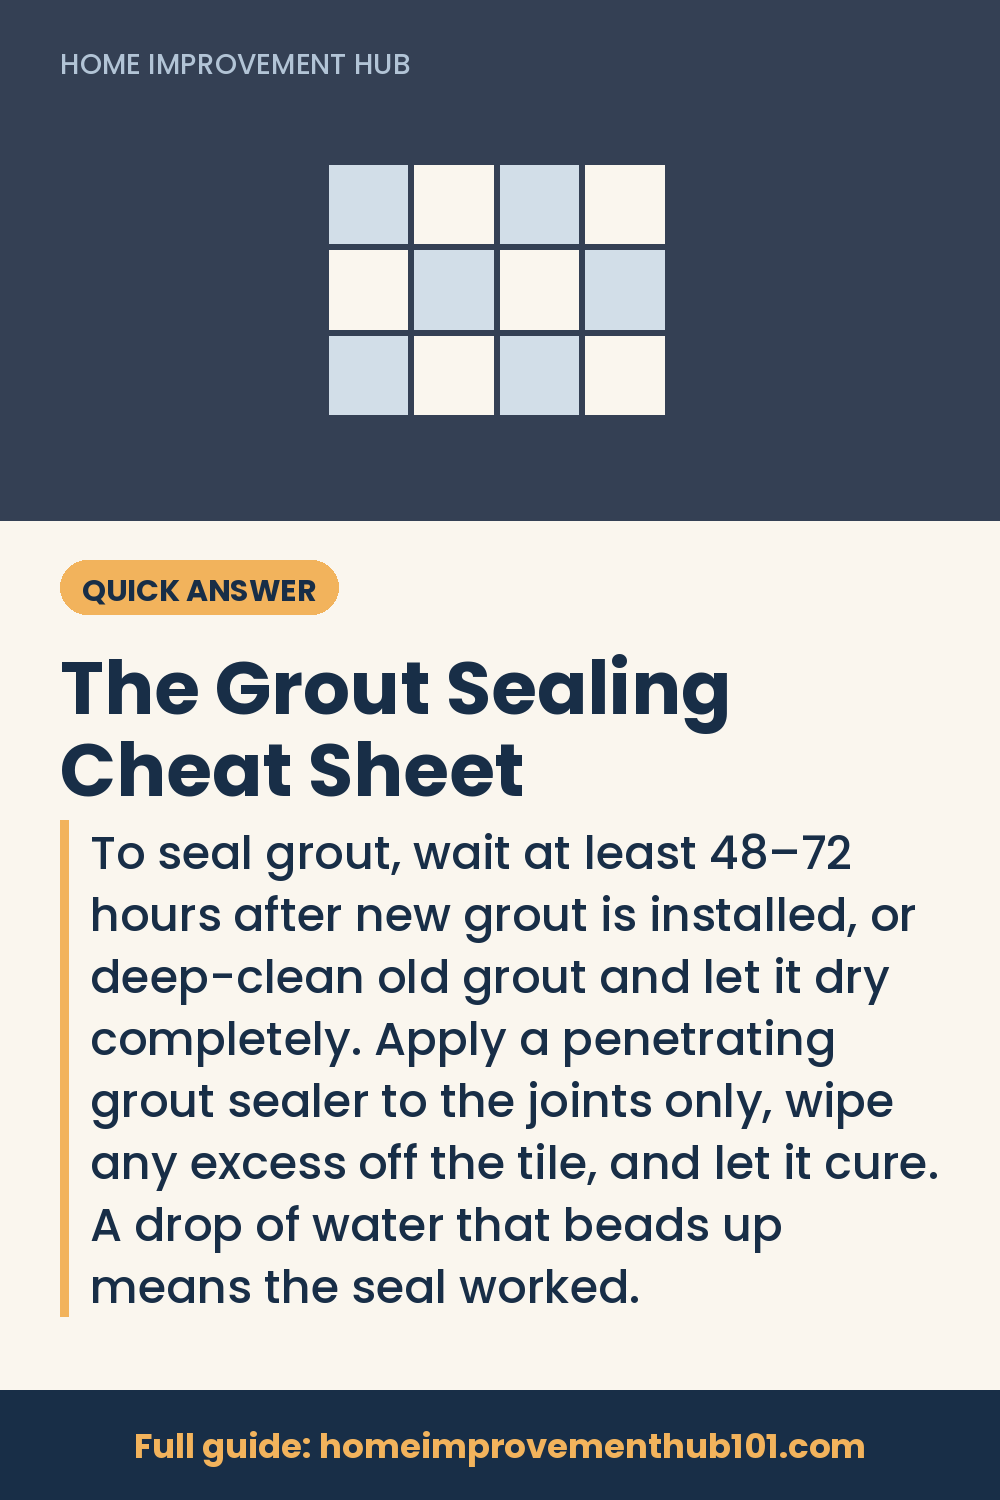 HOME IMPROVEMENT HUB
QUICK ANSWER
The Grout Sealing
Cheat Sheet
To seal grout, wait at least 48–72
hours after new grout is installed, or
deep-clean old grout and let it dry
completely. Apply a penetrating
grout sealer to the joints only, wipe
any excess off the tile, and let it cure.
A drop of water that beads up
means the seal worked.
Full guide: homeimprovementhub101.com